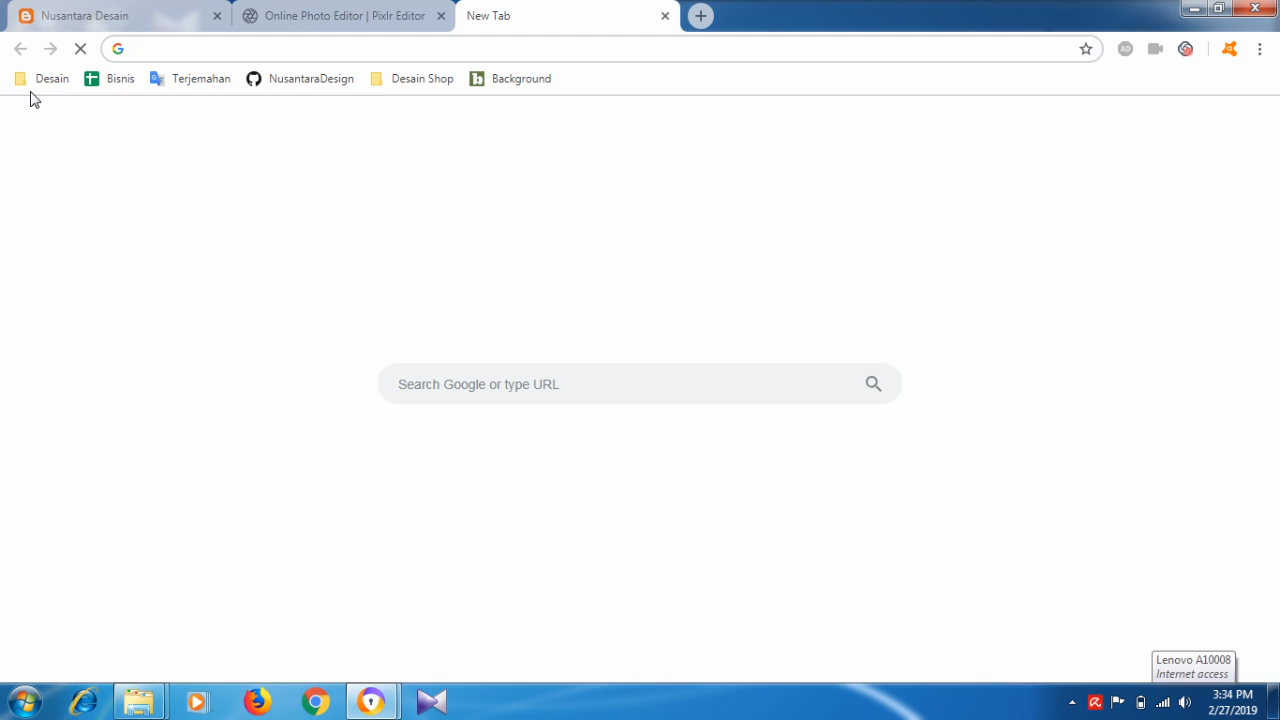 Nusantara Desain
Online Photo Editor | Pixlr Editor
New Tab
Desain
Bisnis
Terjemahan
NusantaraDesign
Desain Shop
Background
Search Google or type URL
Lenovo A10008
Internet access
3:34 PM
2/27/2019